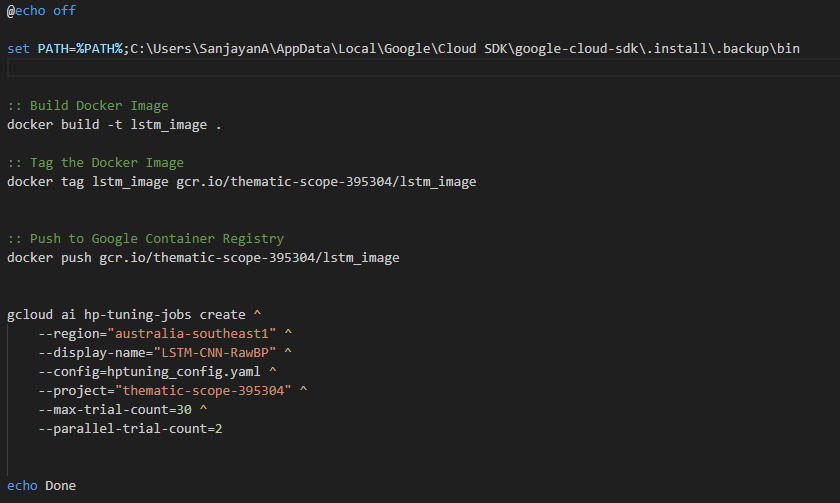 @echo off
set PATH=%PATH%;C:\Users\SanjayanA\AppData\Local\Google\Cloud SDK\google-cloud-sdk\.install\.backup\bin
:: Build Docker Image
docker build -t lstm_image .
:: Tag the Docker Image
docker tag lstm_image gcr.io/thematic-scope-395304/lstm_image
:: Push to Google Container Registry
docker push gcr.io/thematic-scope-395304/lstm_image
gcloud ai hp-tuning-jobs create ^
    --region="australia-southeast1" ^
    --display-name="LSTM-CNN-RawBP" ^
    --config=hptuning_config.yaml ^
    --project="thematic-scope-395304" ^
    --max-trial-count=30 ^
    --parallel-trial-count=2
echo Done